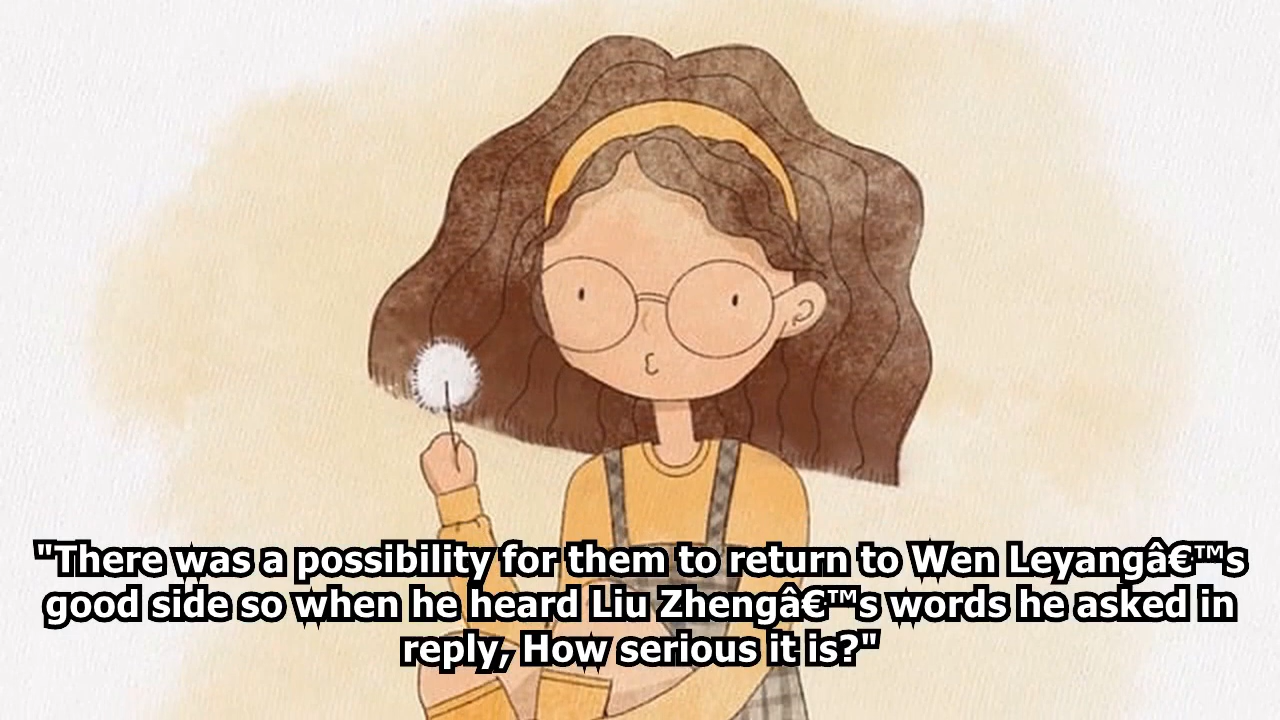 "There was a possibility for them to return to Wen Leyangâ€™s
good side so when he heard Liu Zhengâ€™s words he asked in
reply, How serious it is?"